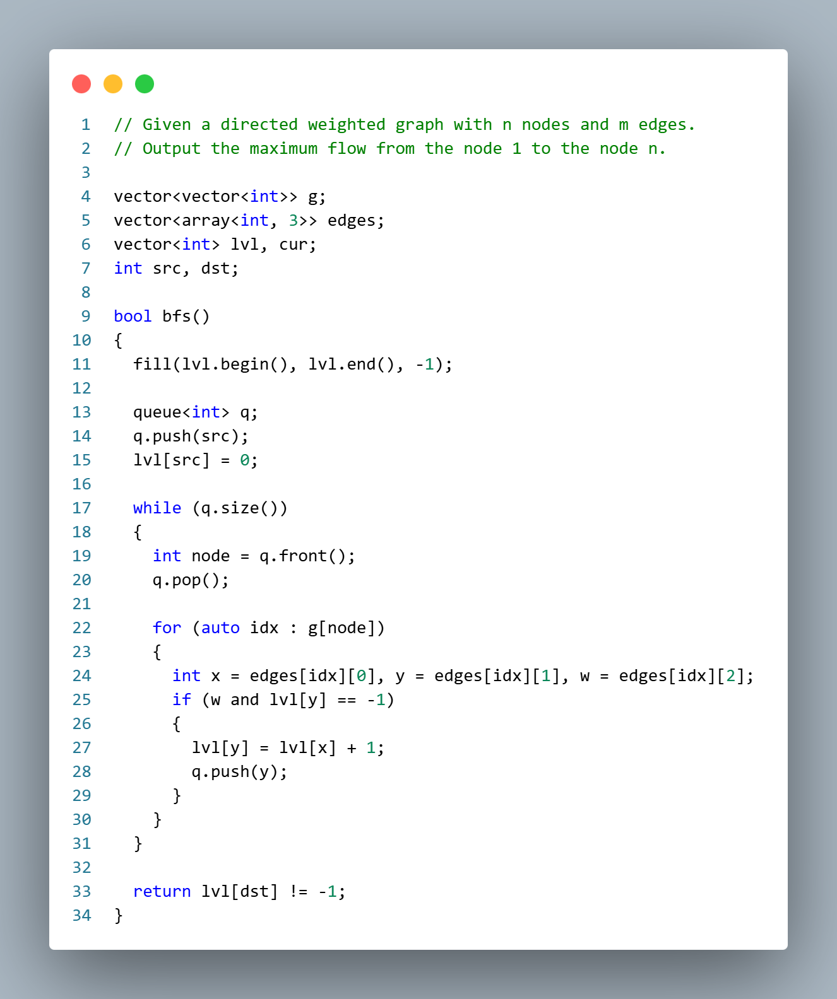 1 // Given a directed weighted graph with n nodes and m edges.
2 // Output the maximum flow from the node 1 to the node n.
3
4 vector<vector<int>> g;
5 vector<array<int, 3>> edges;
6 vector<int> lvl, cur;
7 int src, dst;
8
9 bool bfs()
10 {
11   fill(lvl.begin(), lvl.end(), -1);
12
13   queue<int> q;
14   q.push(src);
15   lvl[src] = 0;
16
17   while (q.size())
18   {
19     int node = q.front();
20     q.pop();
21
22     for (auto idx : g[node])
23     {
24       int x = edges[idx][0], y = edges[idx][1], w = edges[idx][2];
25       if (w and lvl[y] == -1)
26       {
27         lvl[y] = lvl[x] + 1;
28         q.push(y);
29       }
30     }
31   }
32
33   return lvl[dst] != -1;
34 }